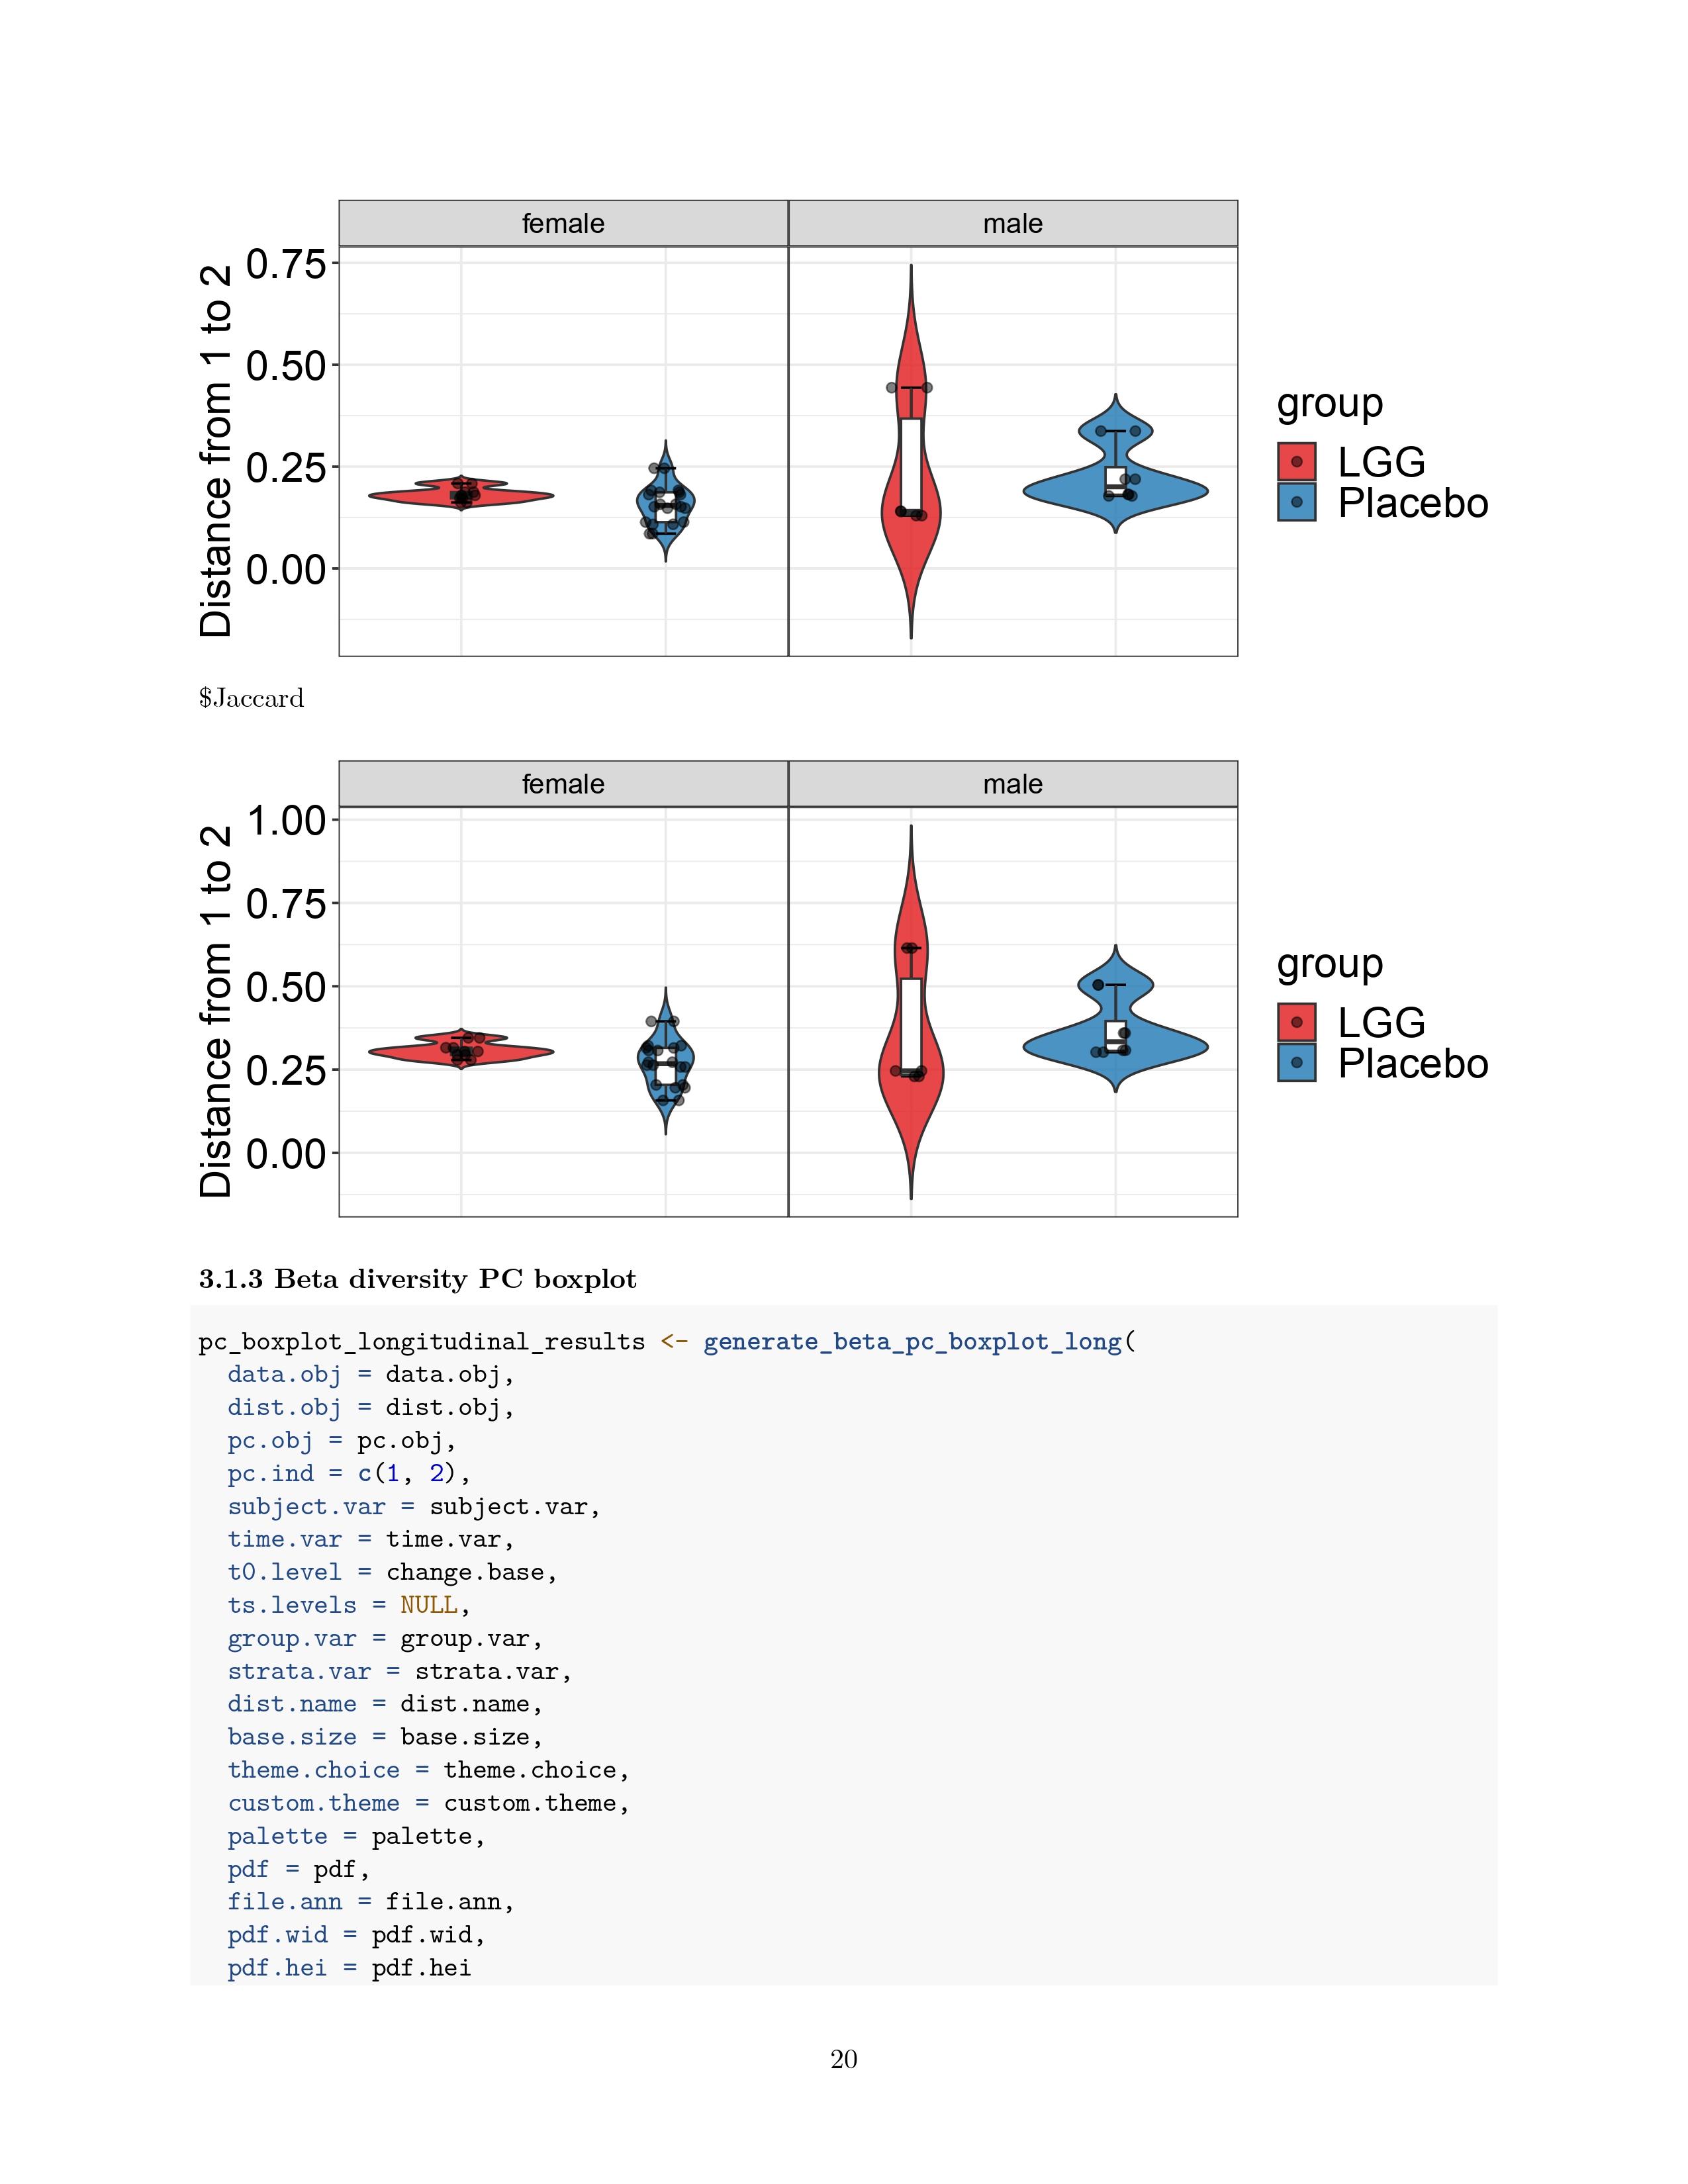 female male
0.75
0.50
0.25
0.00
Distance from 1 to 2
group
LGG
Placebo
$Jaccard
female male
1.00
0.75
0.50
0.25
0.00
Distance from 1 to 2
group
LGG
Placebo
3.1.3 Beta diversity PC boxplot
pc_boxplot_longitudinal_results <- generate_beta_pc_boxplot_long(
data.obj = data.obj,
dist.obj = dist.obj,
pc.obj = pc.obj,
pc.ind = c(1, 2),
subject.var = subject.var,
time.var = time.var,
t0.level = change.base,
ts.levels = NULL,
group.var = group.var,
strata.var = strata.var,
dist.name = dist.name,
base.size = base.size,
theme.choice = theme.choice,
custom.theme = custom.theme,
palette = palette,
pdf = pdf,
file.ann = file.ann,
pdf.wid = pdf.wid,
pdf.hei = pdf.hei
20